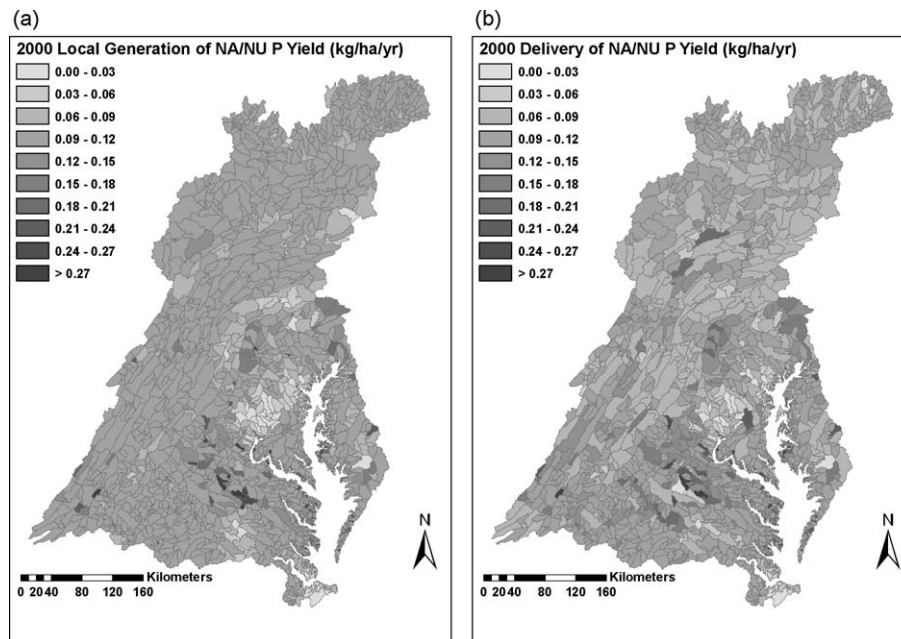 (a)
2000 Local Generation of NA/NU P Yield (kg/ha/yr)
0.00 - 0.03
0.03 - 0.06
0.06 - 0.09
0.09 - 0.12
0.12 - 0.15
0.15 - 0.18
0.18 - 0.21
0.21 - 0.24
0.24 - 0.27
> 0.27
N
Kilometers
0 20 40 80 120 160
(b)
2000 Delivery of NA/NU P Yield (kg/ha/yr)
0.00 - 0.03
0.03 - 0.06
0.06 - 0.09
0.09 - 0.12
0.12 - 0.15
0.15 - 0.18
0.18 - 0.21
0.21 - 0.24
0.24 - 0.27
> 0.27
N
Kilometers
0 20 40 80 120 160